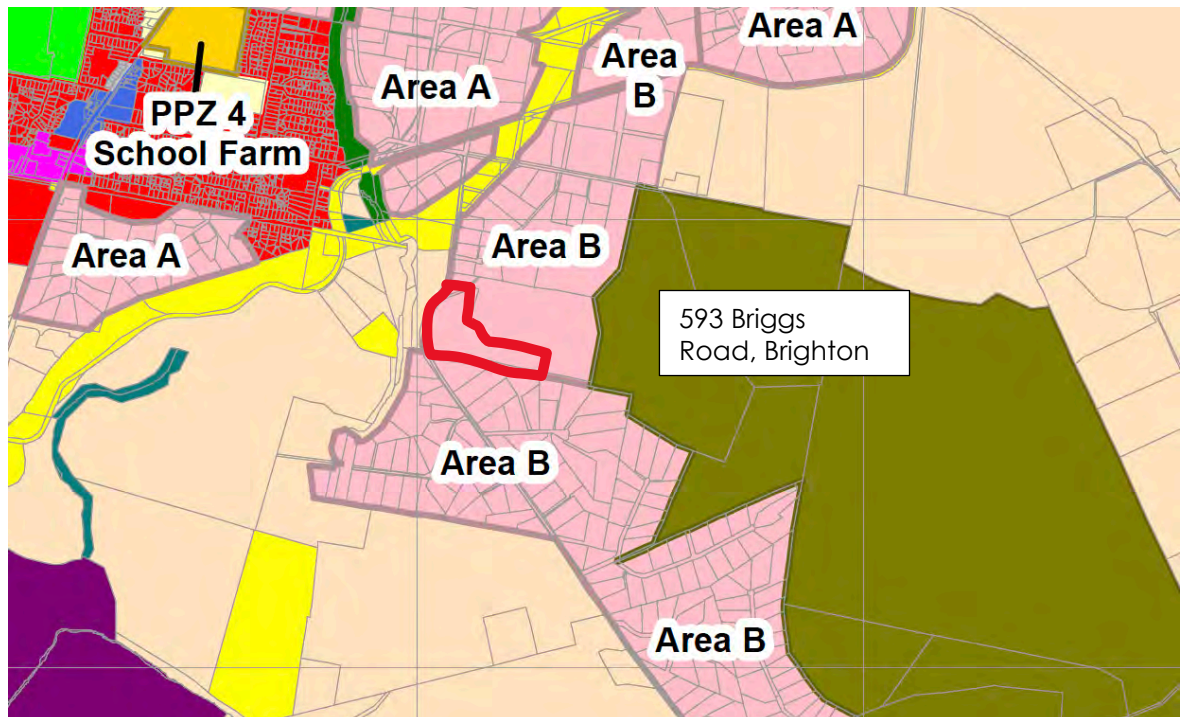 Area A
Area
B
Area A
PPZ 4
School Farm
Area B
Area A
593 Briggs
Road, Brighton
Area B
Area B